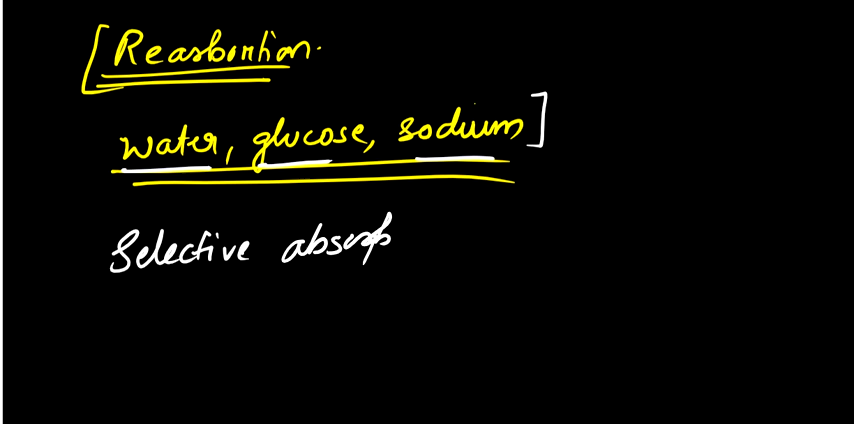 [Reasbortion.
water, glucose, sodium]
Selective absorp